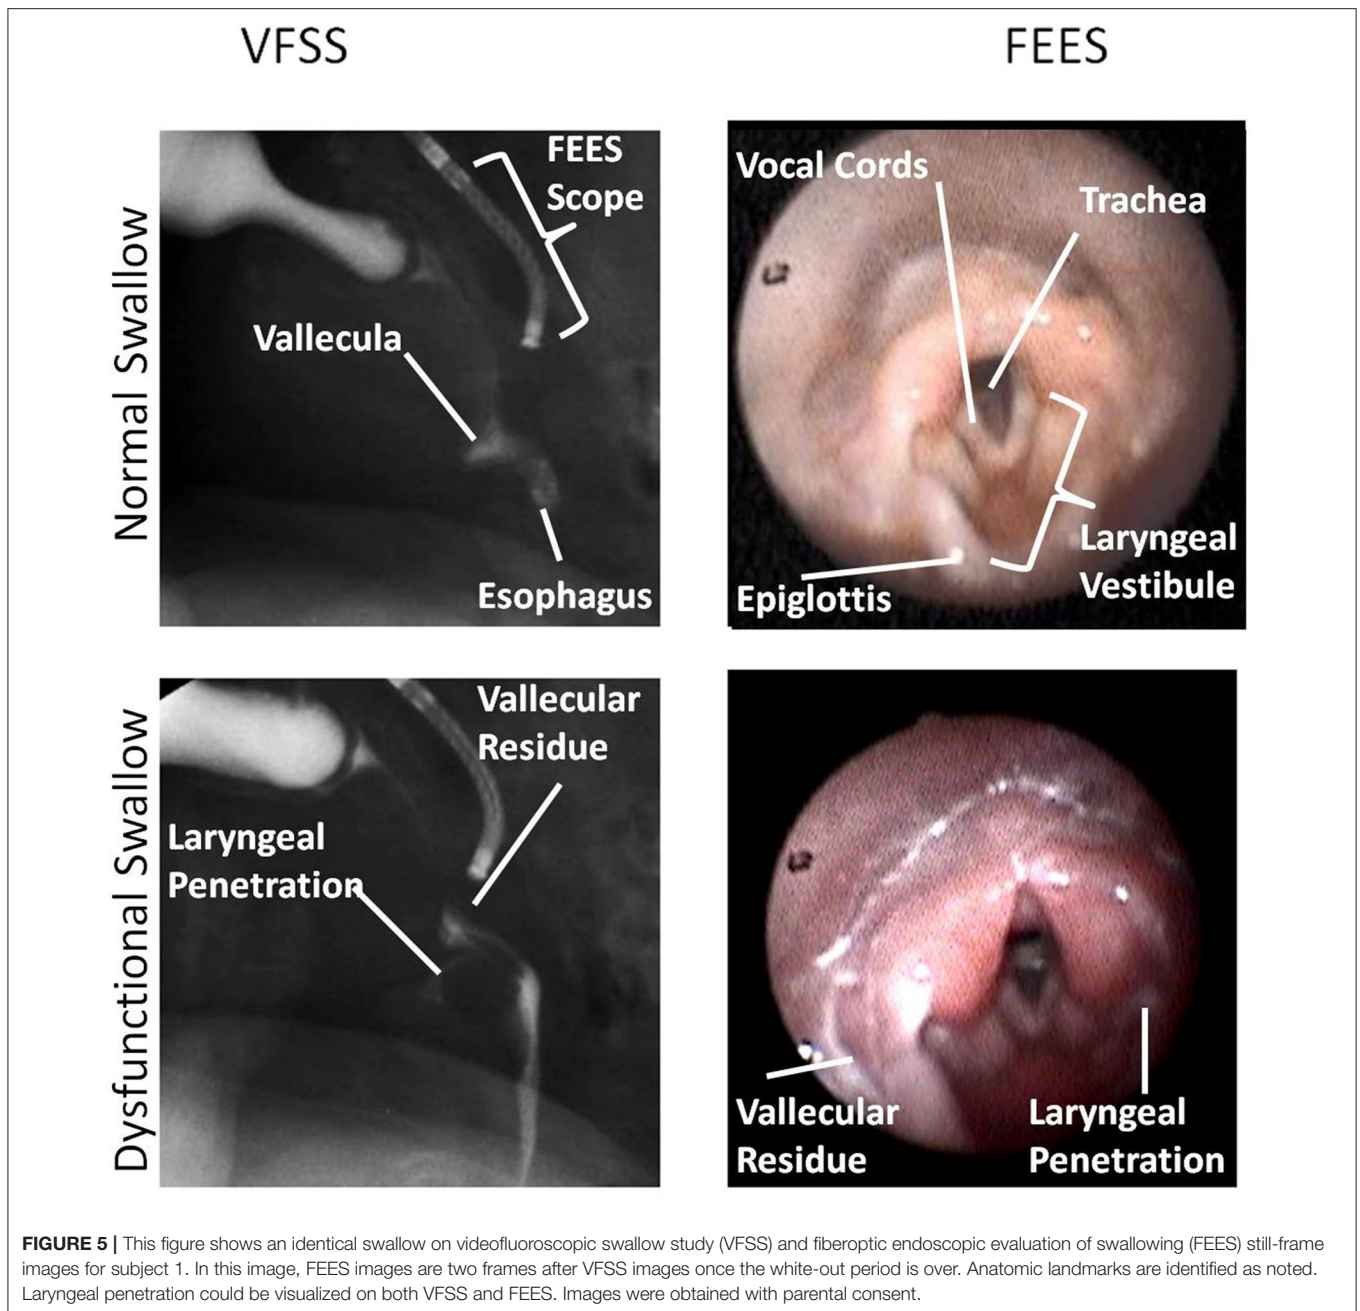 VFSS
FEES
Normal Swallow
FEES
Scope
Vallecula
Esophagus
Vocal Cords
Trachea
Laryngeal
Vestibule
Epiglottis
Dysfunctional Swallow
Vallecular
Residue
Laryngeal
Penetration
Vallecular
Residue
Laryngeal
Penetration
FIGURE 5 | This figure shows an identical swallow on videofluoroscopic swallow study (VFSS) and fiberoptic endoscopic evaluation of swallowing (FEES) still-frame
images for subject 1. In this image, FEES images are two frames after VFSS images once the white-out period is over. Anatomic landmarks are identified as noted.
Laryngeal penetration could be visualized on both VFSS and FEES. Images were obtained with parental consent.